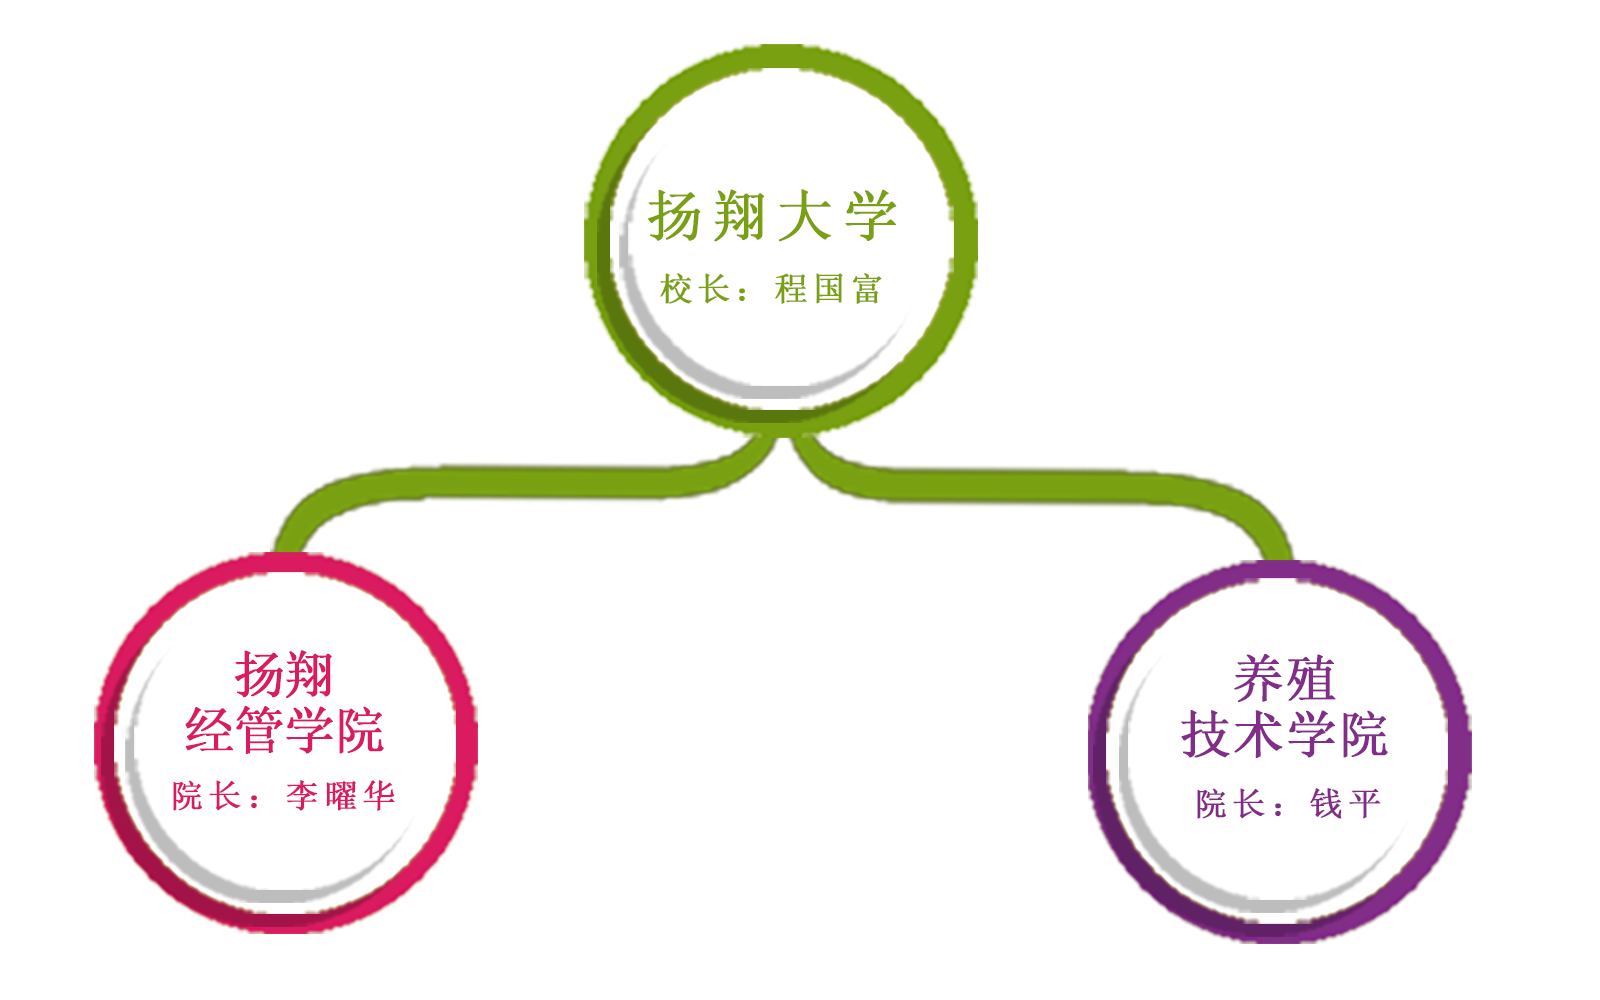 扬翔大学
校长：程国富
扬翔
经管学院
院长：李曜华
养殖
技术学院
院长：钱平